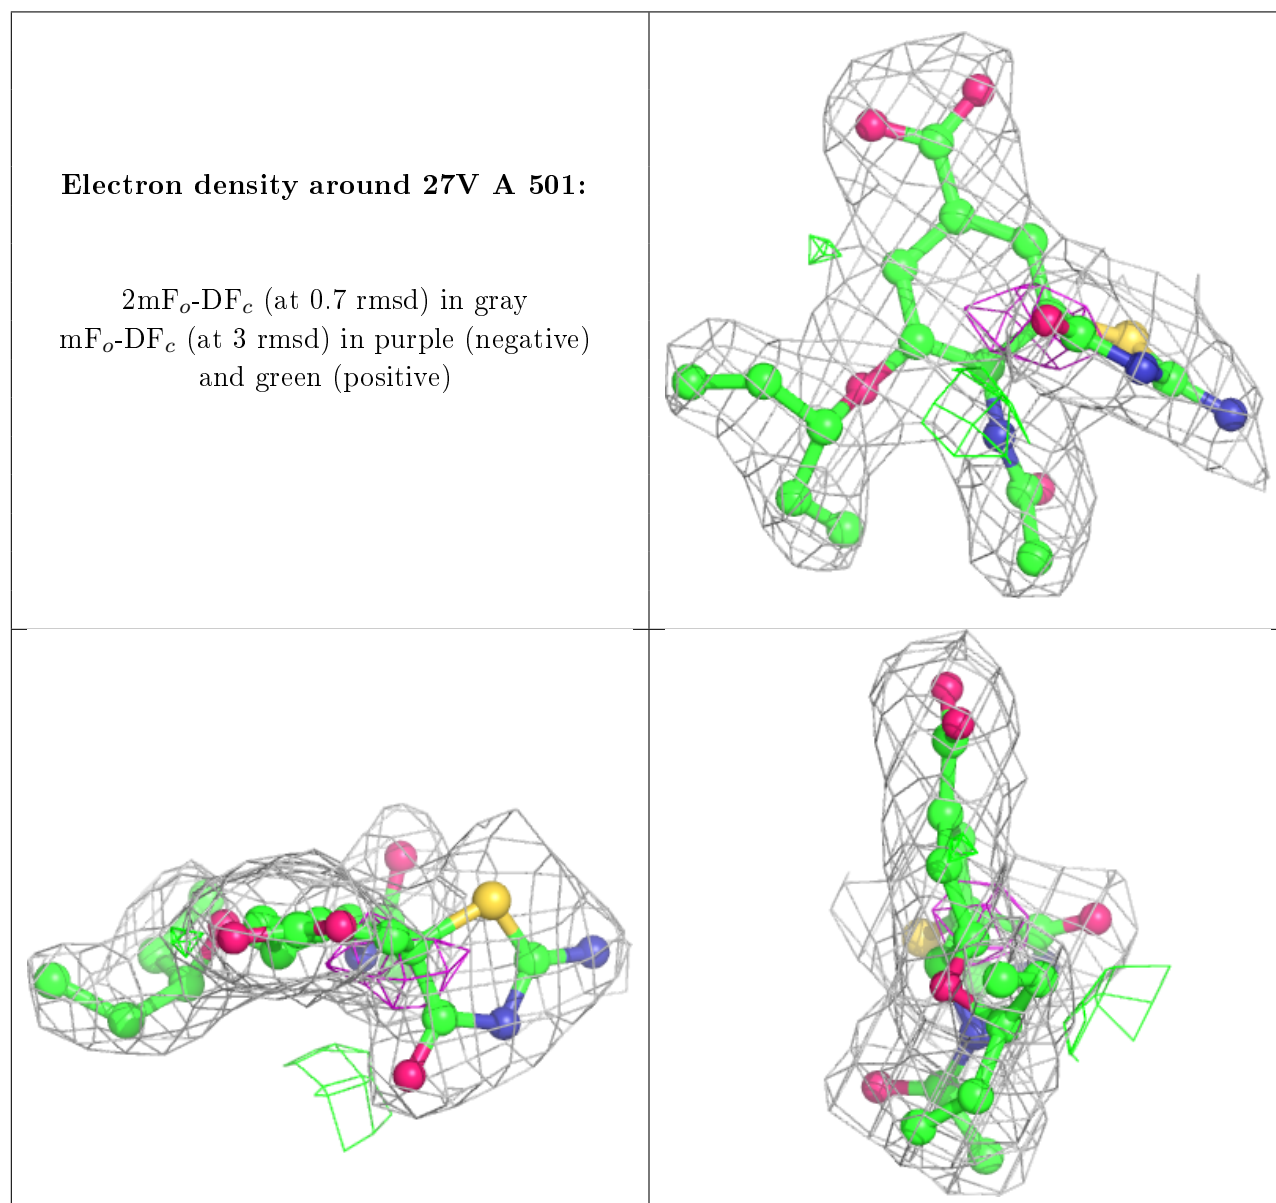 Electron density around 27V A 501:
2mFₒ-DF𝒸 (at 0.7 rmsd) in gray
mFₒ-DF𝒸 (at 3 rmsd) in purple (negative)
and green (positive)